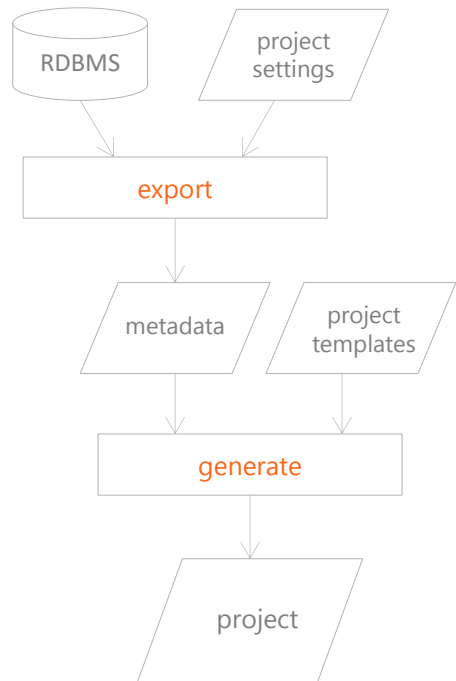 RDBMS
project
settings
export
metadata
project
templates
generate
project